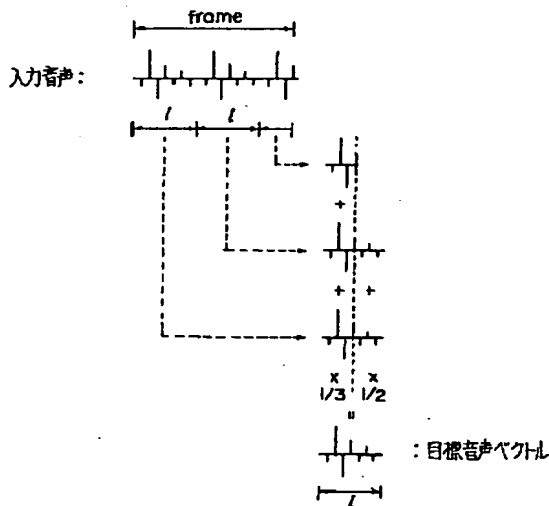 frame
入力音声:
l l
+
+ +
x x
1/3 1/2
=
:目標音声ベクトル
l